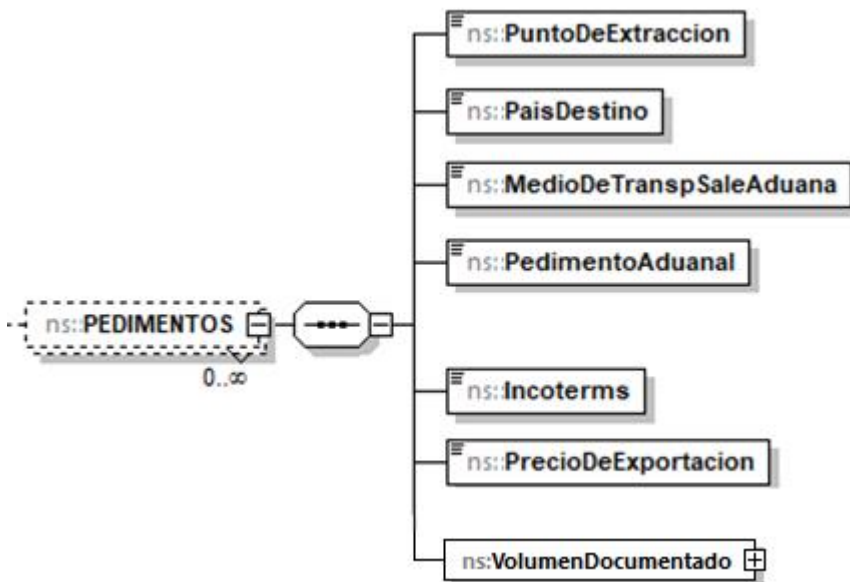 ns::PuntoDeExtraccion
ns::PaisDestino
ns::MedioDeTranspSaleAduana
ns::PedimentoAduanal
ns::PEDIMENTOS
0..∞
ns::Incoterms
ns::PrecioDeExportacion
ns:VolumenDocumentado